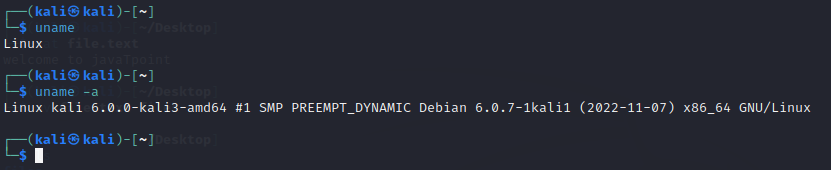 ┌──(kali㉿kali)-[~]
└─$ uname
Linux
┌──(kali㉿kali)-[~]
└─$ uname -a
Linux kali 6.0.0-kali3-amd64 #1 SMP PREEMPT_DYNAMIC Debian 6.0.7-1kali1 (2022-11-07) x86_64 GNU/Linux
┌──(kali㉿kali)-[~]
└─$